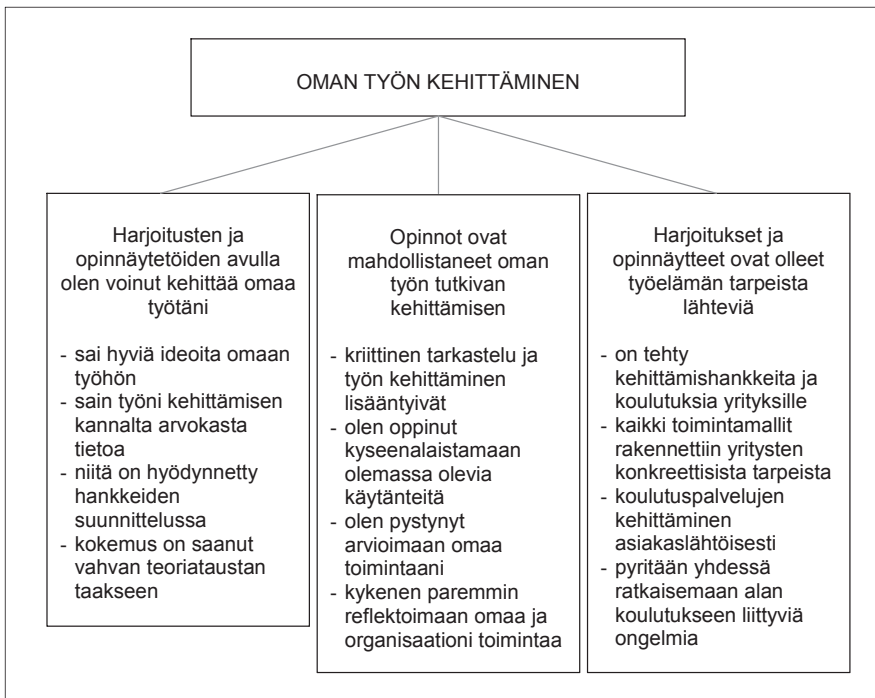 OMAN TYÖN KEHITTÄMINEN
Harjoitusten ja
opinnäytetöiden avulla
olen voinut kehittää omaa
työtäni
- sai hyviä ideoita omaan
työhön
- sain työni kehittämisen
kannalta arvokasta
tietoa
- niitä on hyödynnetty
hankkeiden
suunnittelussa
- kokemus on saanut
vahvan teoriataustan
taakseen
Opinnot ovat
mahdollistaneet oman
työn tutkivan
kehittämisen
- kriittinen tarkastelu ja
työn kehittäminen
lisääntyivät
- olen oppinut
kyseenalaistamaan
olemassa olevia
käytänteitä
- olen pystynyt
arvioimaan omaa
toimintaani
- kykenen paremmin
reflektoimaan omaa ja
organisaationi toimintaa
Harjoitukset ja
opinnäytteet ovat olleet
työelämän tarpeista
lähteviä
- on tehty
kehittämishankkeita ja
koulutuksia yrityksille
- kaikki toimintamallit
rakennettiin yritysten
konkreettisista tarpeista
- koulutuspalvelujen
kehittäminen
asiakaslähtöisesti
- pyritään yhdessä
ratkaisemaan alan
koulutukseen liittyviä
ongelmia